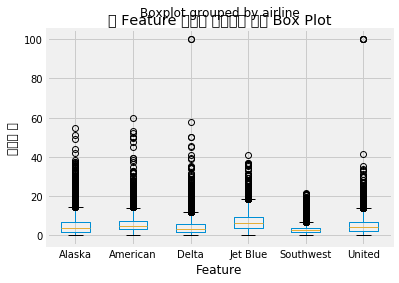 Boxplot grouped by airline
Feature Box Plot
100
80
60
40
20
0
Alaska American Delta Jet Blue Southwest United
Feature